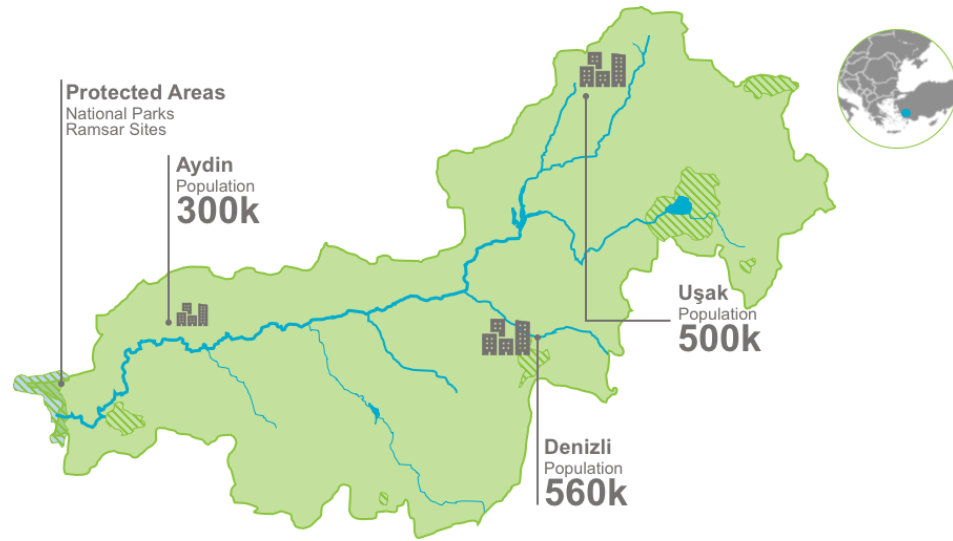 Protected Areas
National Parks
Ramsar Sites
Aydin
Population
300k
Uşak
Population
500k
Denizli
Population
560k